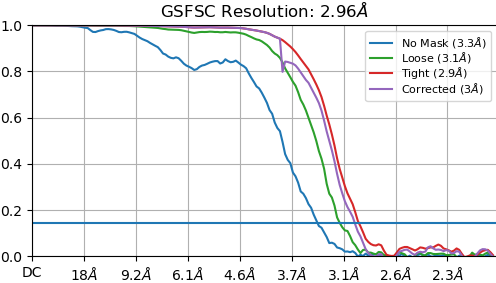 GSFSC Resolution: 2.96Å
1.0
0.8
0.6
0.4
0.2
0.0
No Mask (3.3Å)
Loose (3.1Å)
Tight (2.9Å)
Corrected (3Å)
DC 18Å 9.2Å 6.1Å 4.6Å 3.7Å 3.1Å 2.6Å 2.3Å